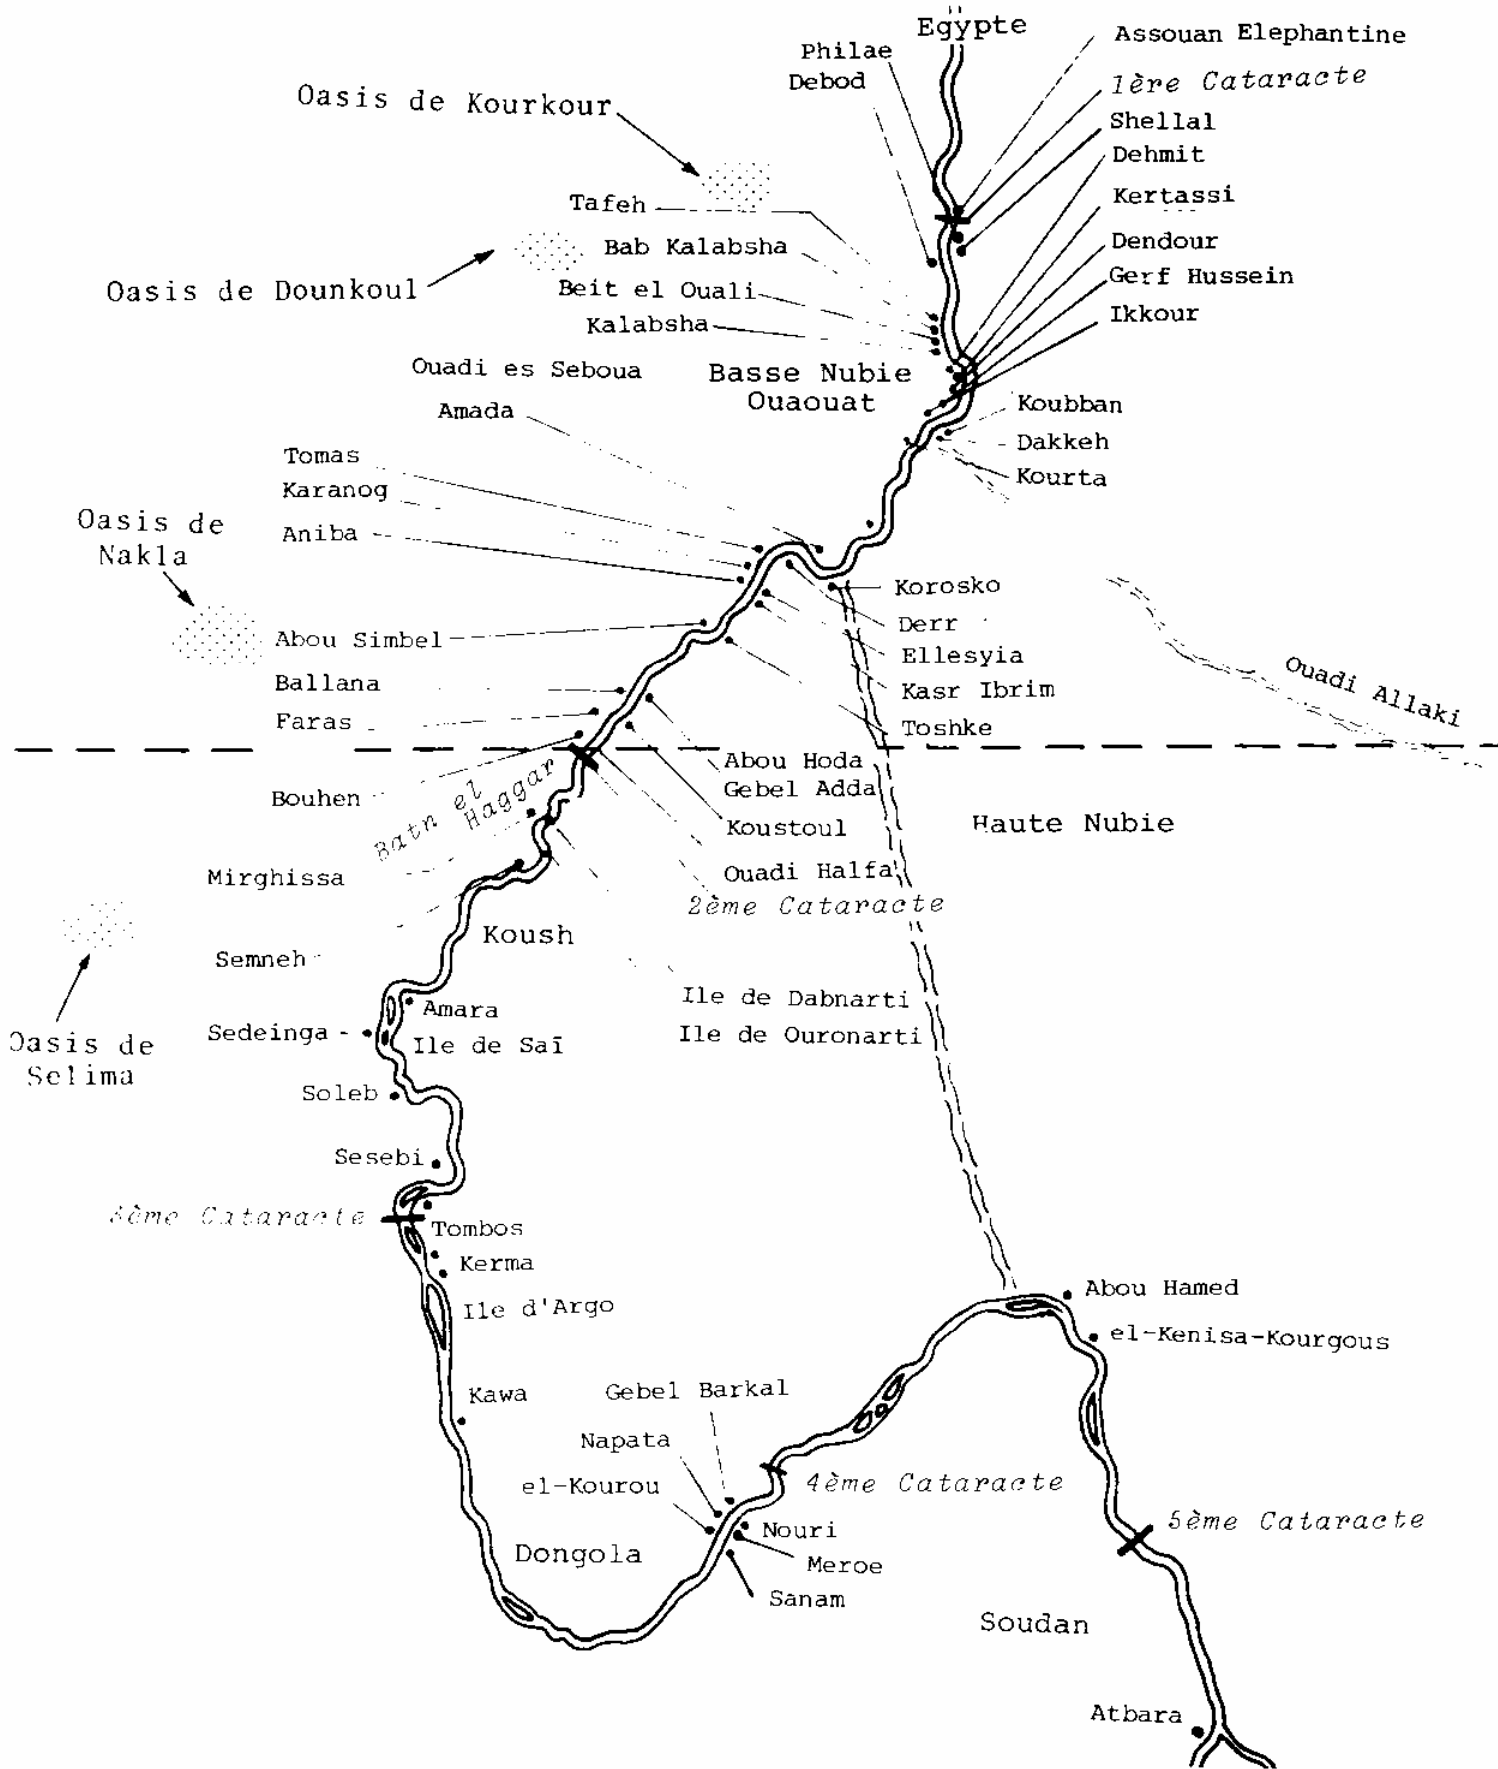 Egypte
Assouan Elephantine
Philae
Debod
1ère Cataracte
Oasis de Kourkour
Shellal
Dehmit
Tafeh
Kertassi
Bab Kalabsha
Dendour
Oasis de Dounkoul
Beit el Ouali
Gerf Hussein
Kalabsha
Ikkour
Ouadi es Seboua
Basse Nubie
Ouaouat
Amada
Koubban
Dakkeh
Tomas
Kourta
Karanog
Oasis de
Nakla
Aniba
Korosko
Derr
Abou Simbel
Ellesyia
Ouadi Allaki
Ballana
Kasr Ibrim
Faras
Toshke
Abou Hoda
Gebel Adda
Bouhen
Batn el
Haggar
Koustoul
Haute Nubie
Mirghissa
Ouadi Halfa
2ème Cataracte
Koush
Semneh
Ile de Dabnarti
Amara
Sedeinga
Ile de Saï
Ile de Ouronarti
Oasis de
Selima
Soleb
Sesebi
3ème Cataracte
Tombos
Kerma
Ile d'Argo
Abou Hamed
el-Kenisa-Kourgous
Kawa
Gebel Barkal
Napata
el-Kourou
4ème Cataracte
5ème Cataracte
Nouri
Dongola
Meroe
Sanam
Soudan
Atbara